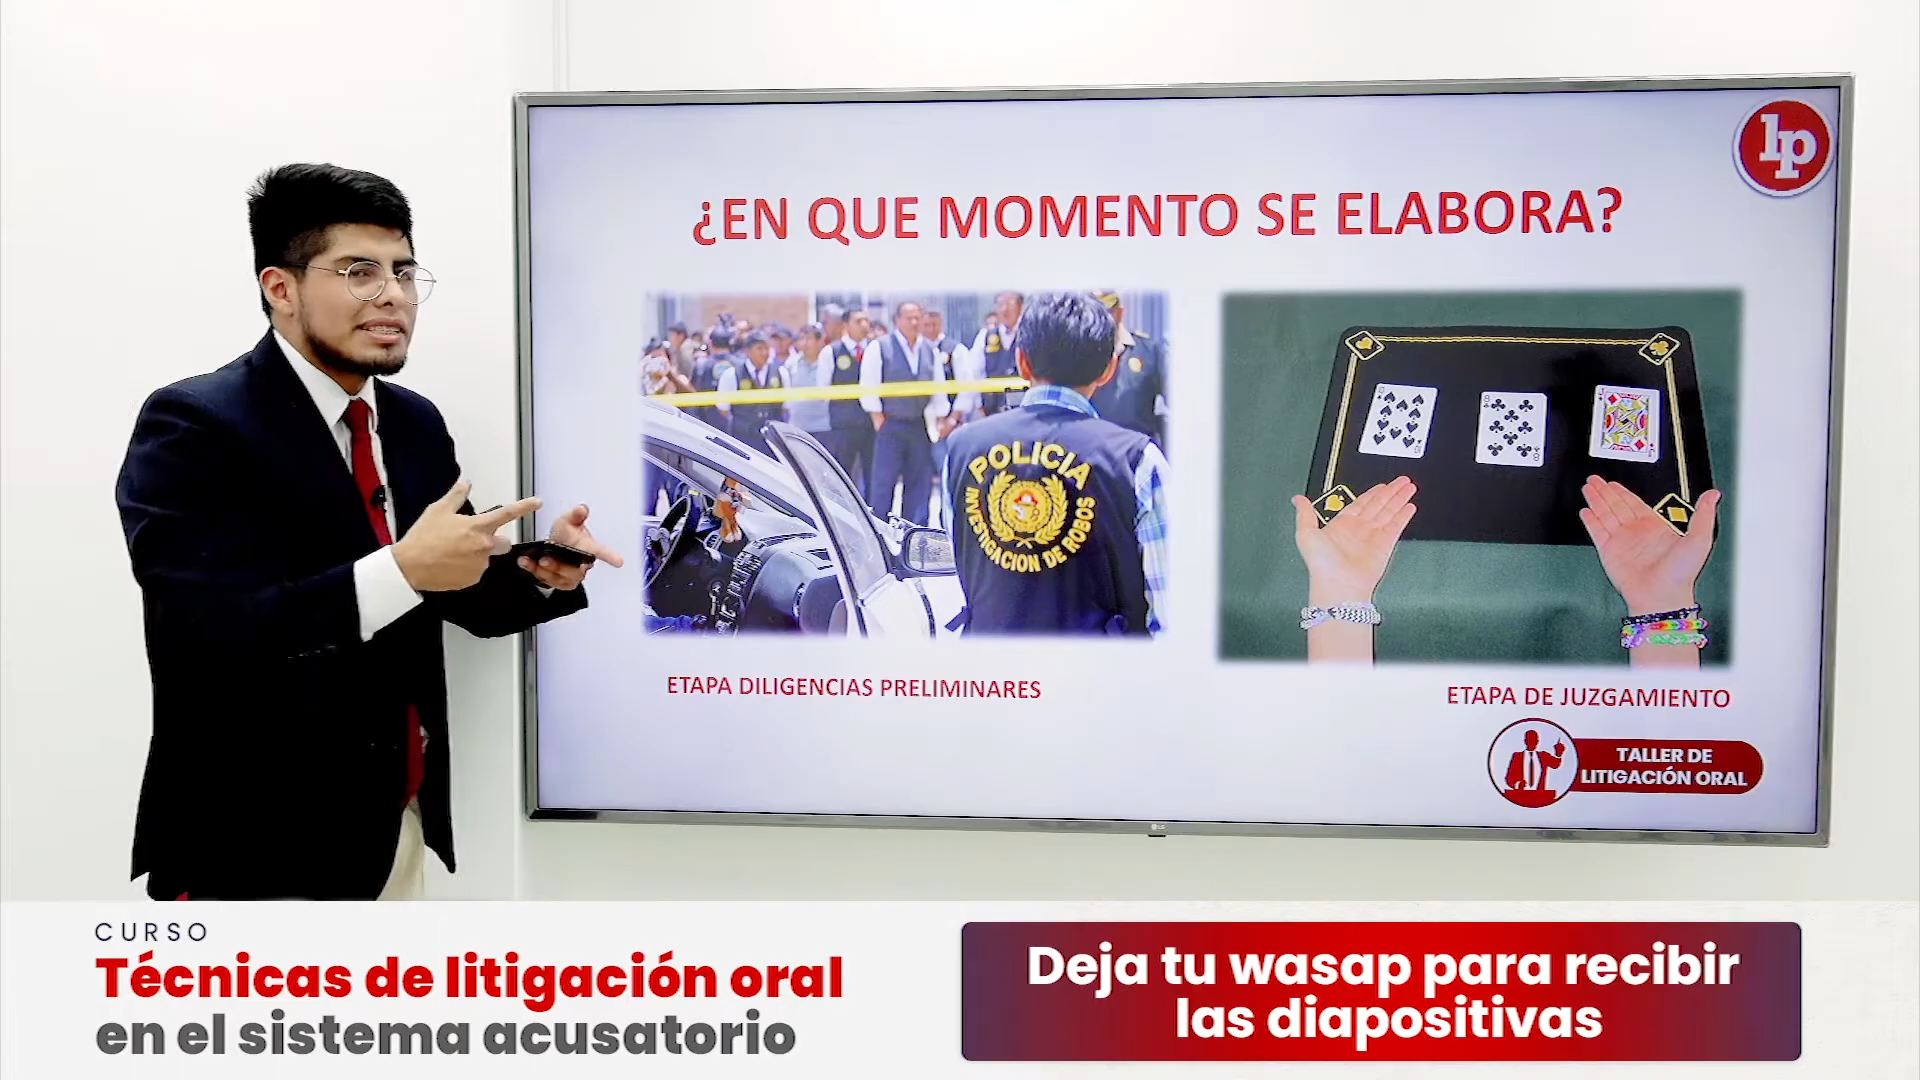 lp
¿EN QUE MOMENTO SE ELABORA?
POLICIA
INVESTIGACION DE ROBOS
ETAPA DILIGENCIAS PRELIMINARES
ETAPA DE JUZGAMIENTO
TALLER DE
LITIGACIÓN ORAL
LG
CURSO
Técnicas de litigación oral
en el sistema acusatorio
Deja tu wasap para recibir
las diapositivas